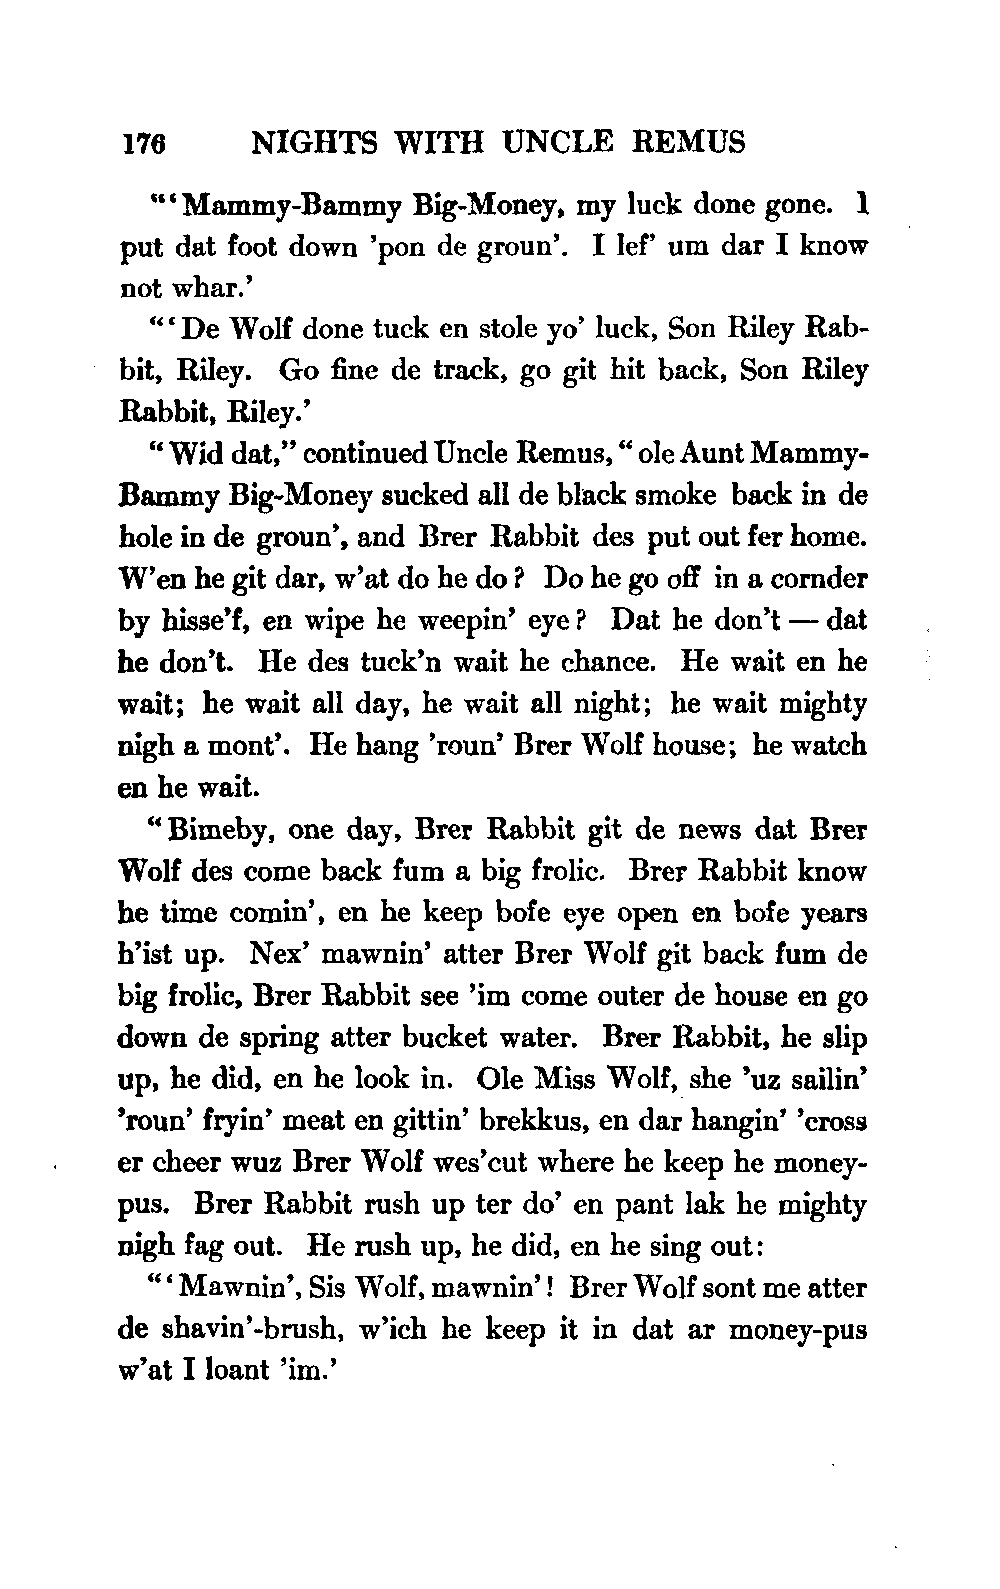 176 NIGHTS WITH UNCLE REMUS
"'Mammy-Bammy Big-Money, my luck done gone. I
put dat foot down 'pon de groun'. I lef' um dar I know
not whar.'
"'De Wolf done tuck en stole yo' luck, Son Riley Rab-
bit, Riley. Go fine de track, go git hit back, Son Riley
Rabbit, Riley.'
"Wid dat," continued Uncle Remus, "ole Aunt Mammy-
Bammy Big-Money sucked all de black smoke back in de
hole in de groun', and Brer Rabbit des put out fer home.
W'en he git dar, w'at do he do? Do he go off in a cornder
by hisse'f, en wipe he weepin' eye? Dat he don't — dat
he don't. He des tuck'n wait he chance. He wait en he
wait; he wait all day, he wait all night; he wait mighty
nigh a mont'. He hang 'roun' Brer Wolf house; he watch
en he wait.
"Bimeby, one day, Brer Rabbit git de news dat Brer
Wolf des come back fum a big frolic. Brer Rabbit know
he time comin', en he keep bofe eye open en bofe years
h'ist up. Nex' mawnin' atter Brer Wolf git back fum de
big frolic, Brer Rabbit see 'im come outer de house en go
down de spring atter bucket water. Brer Rabbit, he slip
up, he did, en he look in. Ole Miss Wolf, she 'uz sailin'
'roun' fryin' meat en gittin' brekkus, en dar hangin' 'cross
er cheer wuz Brer Wolf wes'cut where he keep he money-
pus. Brer Rabbit rush up ter do' en pant lak he mighty
nigh fag out. He rush up, he did, en he sing out:
"'Mawnin', Sis Wolf, mawnin'! Brer Wolf sont me atter
de shavin'-brush, w'ich he keep it in dat ar money-pus
w'at I loant 'im.'